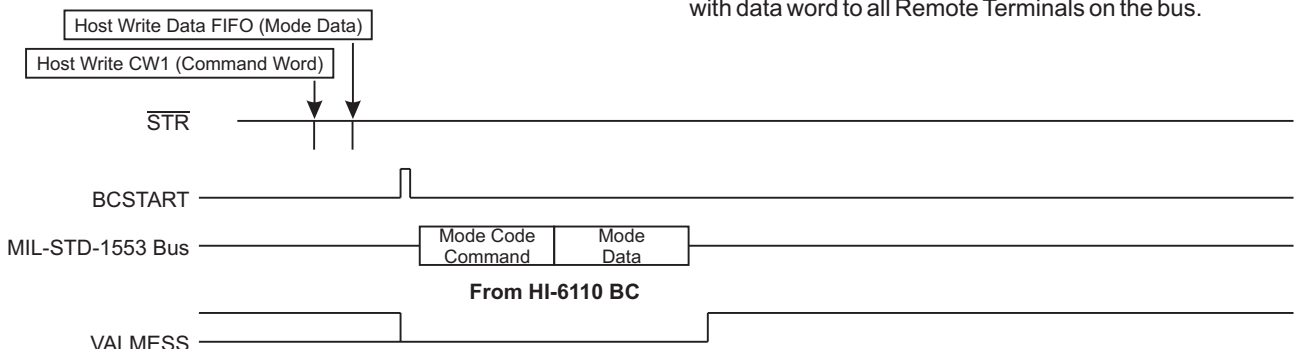 with data word to all Remote Terminals on the bus.
Host Write Data FIFO (Mode Data)
Host Write CW1 (Command Word)
STR
BCSTART
MIL-STD-1553 Bus
Mode Code
Command
Mode
Data
From HI-6110 BC
VALMESS